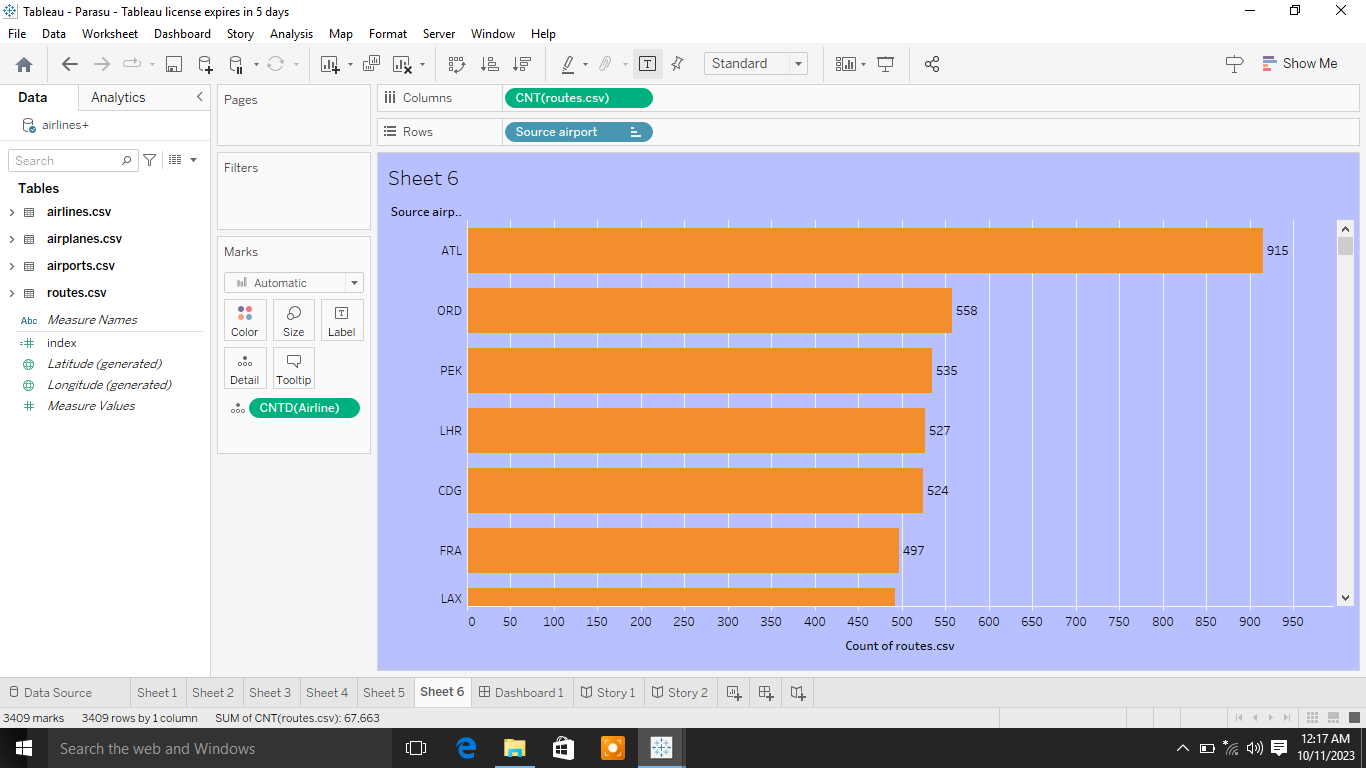 Tableau - Parasu - Tableau license expires in 5 days
File Data Worksheet Dashboard Story Analysis Map Format Server Window Help
Standard
Show Me
Data Analytics
airlines+
Search
Tables
airlines.csv
airplanes.csv
airports.csv
routes.csv
Abc Measure Names
index
Latitude (generated)
Longitude (generated)
Measure Values
Pages
Filters
Marks
Automatic
Color Size Label
Detail Tooltip
CNTD(Airline)
Columns CNT(routes.csv)
Rows Source airport
Sheet 6
Source airp..
ATL 915
ORD 558
PEK 535
LHR 527
CDG 524
FRA 497
LAX
0 50 100 150 200 250 300 350 400 450 500 550 600 650 700 750 800 850 900 950
Count of routes.csv
Data Source Sheet 1 Sheet 2 Sheet 3 Sheet 4 Sheet 5 Sheet 6 Dashboard 1 Story 1 Story 2
3409 marks 3409 rows by 1 column SUM of CNT(routes.csv): 67,663
Search the web and Windows
12:17 AM
10/11/2023